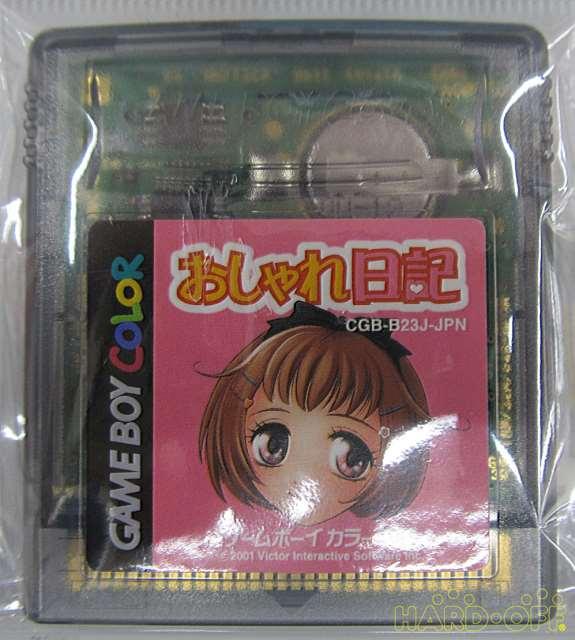 おしゃれ日記
CGB-B23J-JPN
GAME BOY COLOR
ゲームボーイ カラー
© 2001 Victor Interactive Software Inc.
HARD・OFF